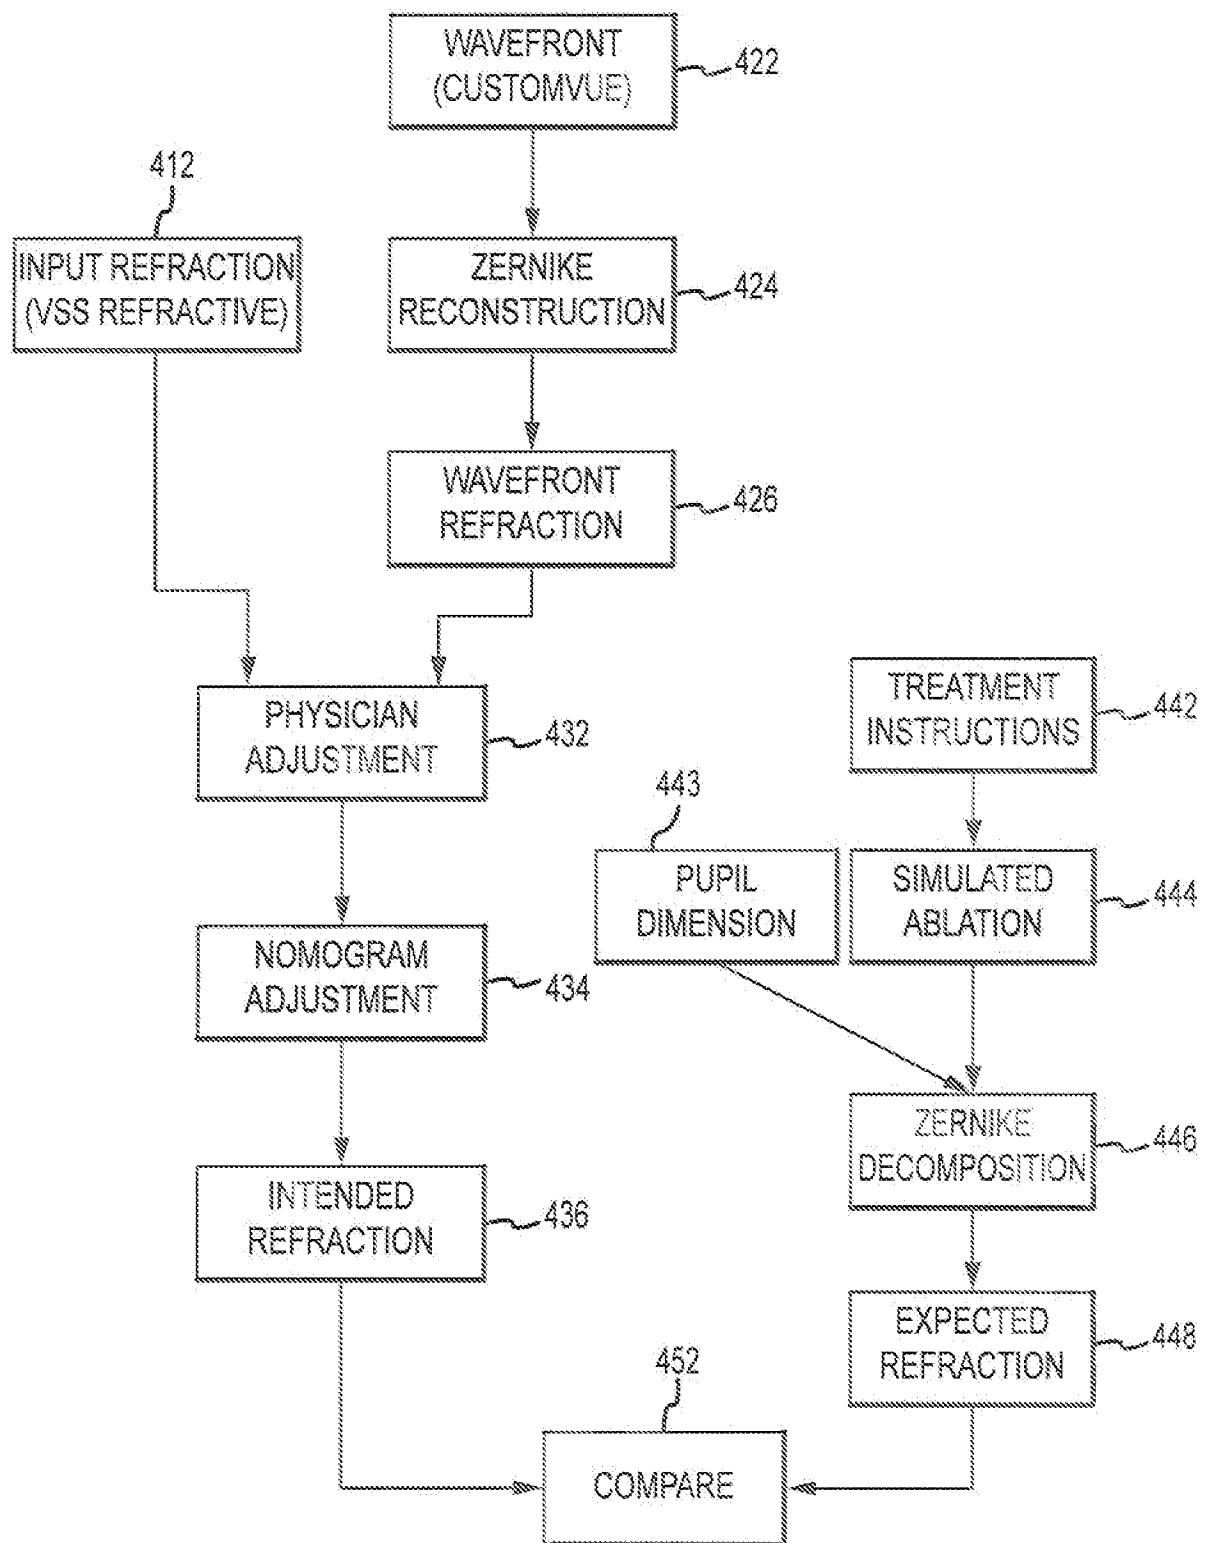 WAVEFRONT
(CUSTOMVUE)
422
412
INPUT REFRACTION
(VSS REFRACTIVE)
ZERNIKE
RECONSTRUCTION
424
WAVEFRONT
REFRACTION
426
PHYSICIAN
ADJUSTMENT
432
TREATMENT
INSTRUCTIONS
442
443
PUPIL
DIMENSION
SIMULATED
ABLATION
444
NOMOGRAM
ADJUSTMENT
434
ZERNIKE
DECOMPOSITION
446
INTENDED
REFRACTION
436
EXPECTED
REFRACTION
448
452
COMPARE